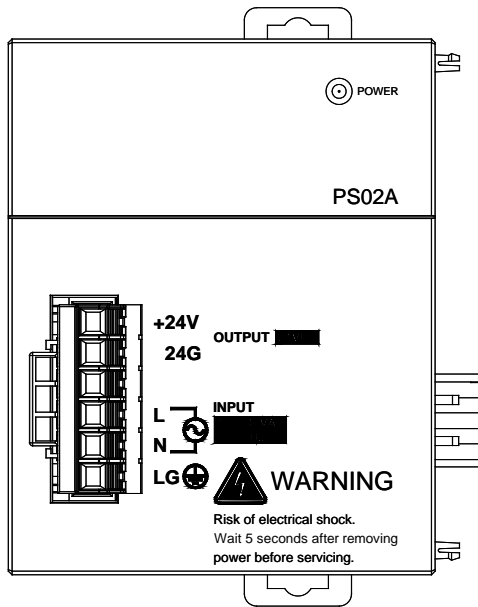 POWER
PS02A
+24V
24G
OUTPUT
INPUT
L
N
LG
WARNING
Risk of electrical shock.
Wait 5 seconds after removing
power before servicing.